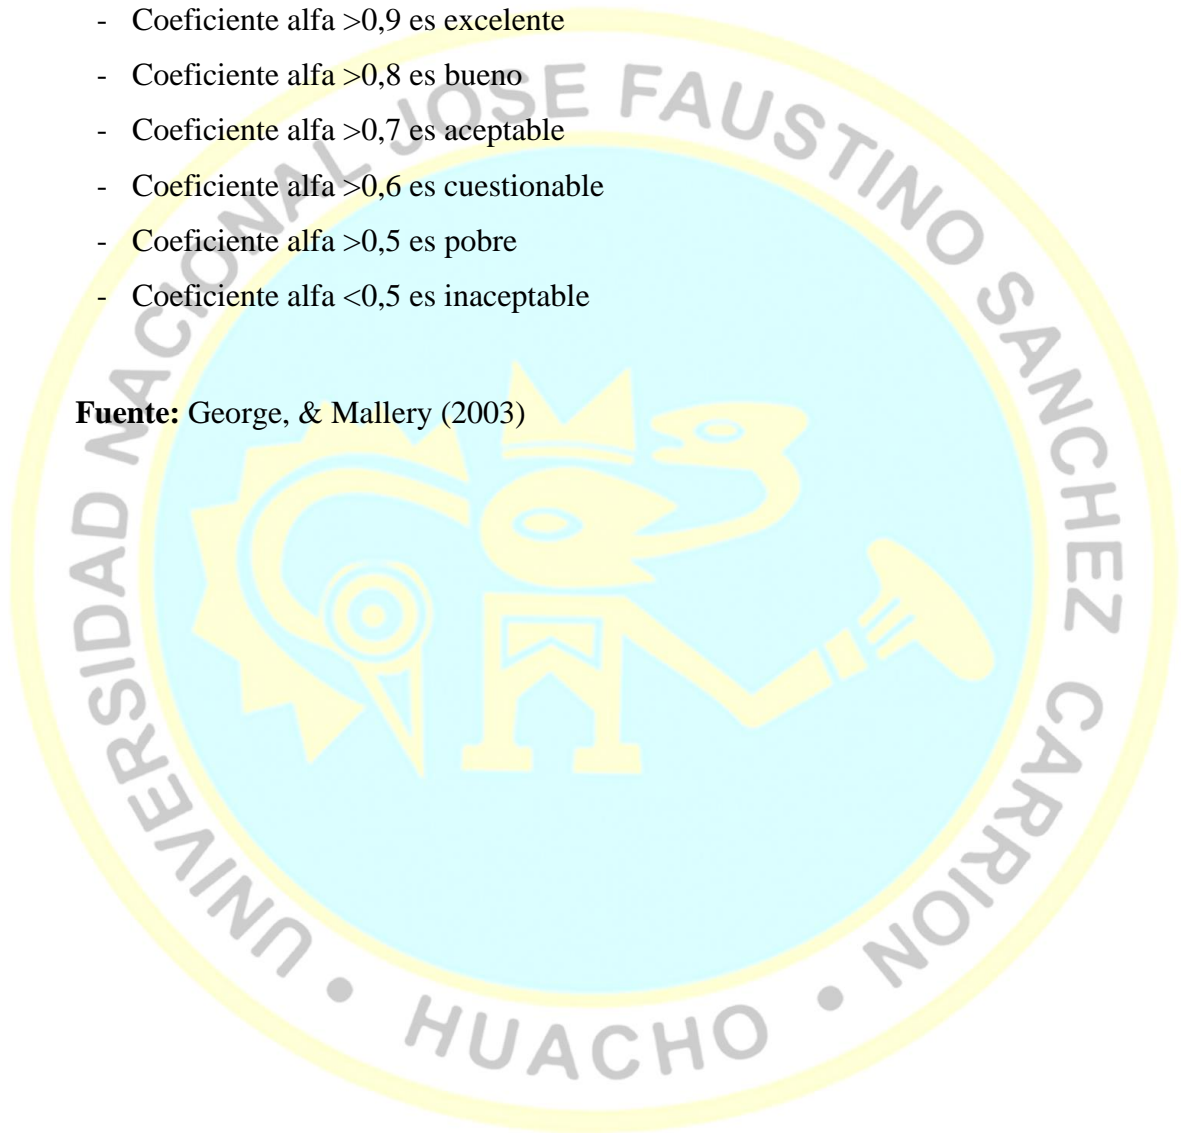 - Coeficiente alfa >0,9 es excelente
- Coeficiente alfa >0,8 es bueno
- Coeficiente alfa >0,7 es aceptable
- Coeficiente alfa >0,6 es cuestionable
- Coeficiente alfa >0,5 es pobre
- Coeficiente alfa <0,5 es inaceptable
Fuente: George, & Mallery (2003)
UNIVERSIDAD NACIONAL JOSE FAUSTINO SANCHEZ CARRION • HUACHO •